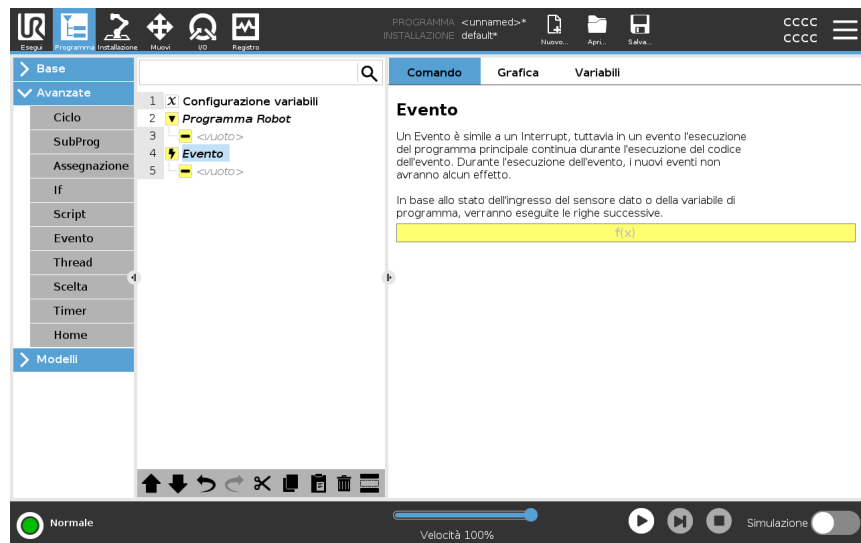 PROGRAMMA <unnamed>*
INSTALLAZIONE default*
Esegui Programma Installazione Muovi I/O Registro
Nuovo... Apri... Salva...
CCCC
CCCC
Base
Avanzate
Ciclo
SubProg
Assegnazione
If
Script
Evento
Thread
Scelta
Timer
Home
Modelli
1 X Configurazione variabili
2 Programma Robot
3 <vuoto>
4 Evento
5 <vuoto>
Comando Grafica Variabili
Evento
Un Evento è simile a un Interrupt, tuttavia in un evento l'esecuzione
del programma principale continua durante l'esecuzione del codice
dell'evento. Durante l'esecuzione dell'evento, i nuovi eventi non
avranno alcun effetto.
In base allo stato dell'ingresso del sensore dato o della variabile di
programma, verranno eseguite le righe successive.
f(x)
Normale
Velocità 100%
Simulazione